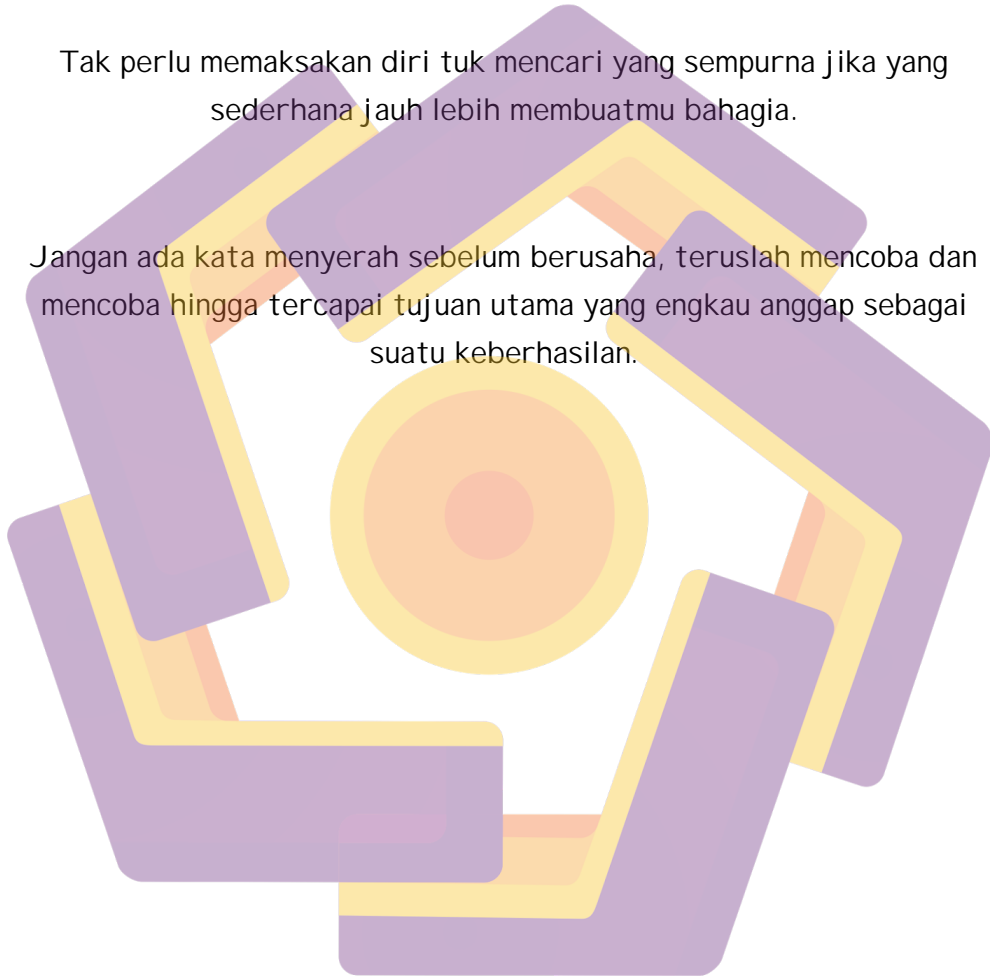 Tak perlu memaksakan diri tuk mencari yang sempurna jika yang
sederhana jauh lebih membuatmu bahagia.
Jangan ada kata menyerah sebelum berusaha, teruslah mencoba dan
mencoba hingga tercapai tujuan utama yang engkau anggap sebagai
suatu keberhasilan.